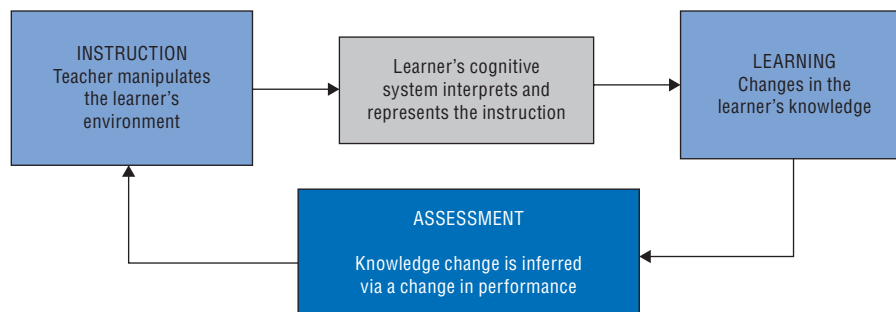 INSTRUCTION
Teacher manipulates
the learner's
environment
Learner's cognitive
system interprets and
represents the instruction
LEARNING
Changes in the
learner's knowledge
ASSESSMENT
Knowledge change is inferred
via a change in performance